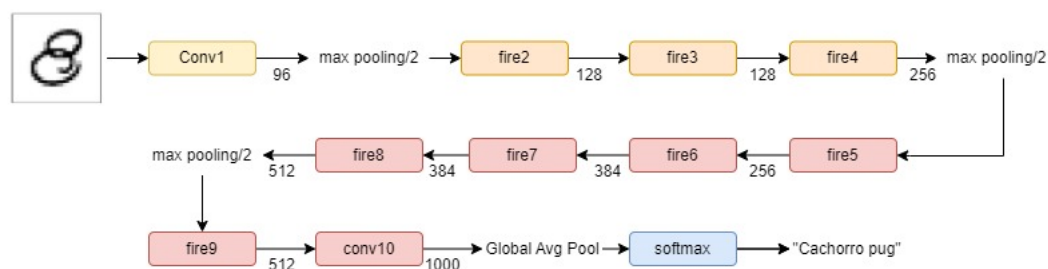 Conv1 96 max pooling/2 fire2 128 fire3 128 fire4 256 max pooling/2
fire5 256 fire6 384 fire7 384 fire8 512 max pooling/2
fire9 512 conv10 1000 Global Avg Pool softmax "Cachorro pug"